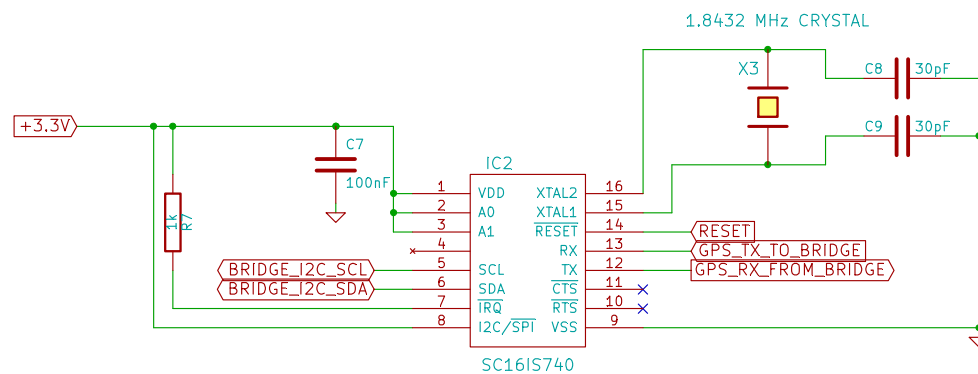 1.8432 MHz CRYSTAL
X3
C8 30pF
C9 30pF
+3.3V
C7
100nF
1k
R7
IC2
1 VDD XTAL2 16
2 A0 XTAL1 15
3 A1 RESET 14 RESET
4 RX 13 GPS_TX_TO_BRIDGE
BRIDGE_I2C_SCL 5 SCL TX 12 GPS_RX_FROM_BRIDGE
BRIDGE_I2C_SDA 6 SDA CTS 11
7 IRQ RTS 10
8 I2C/SPI VSS 9
SC16IS740